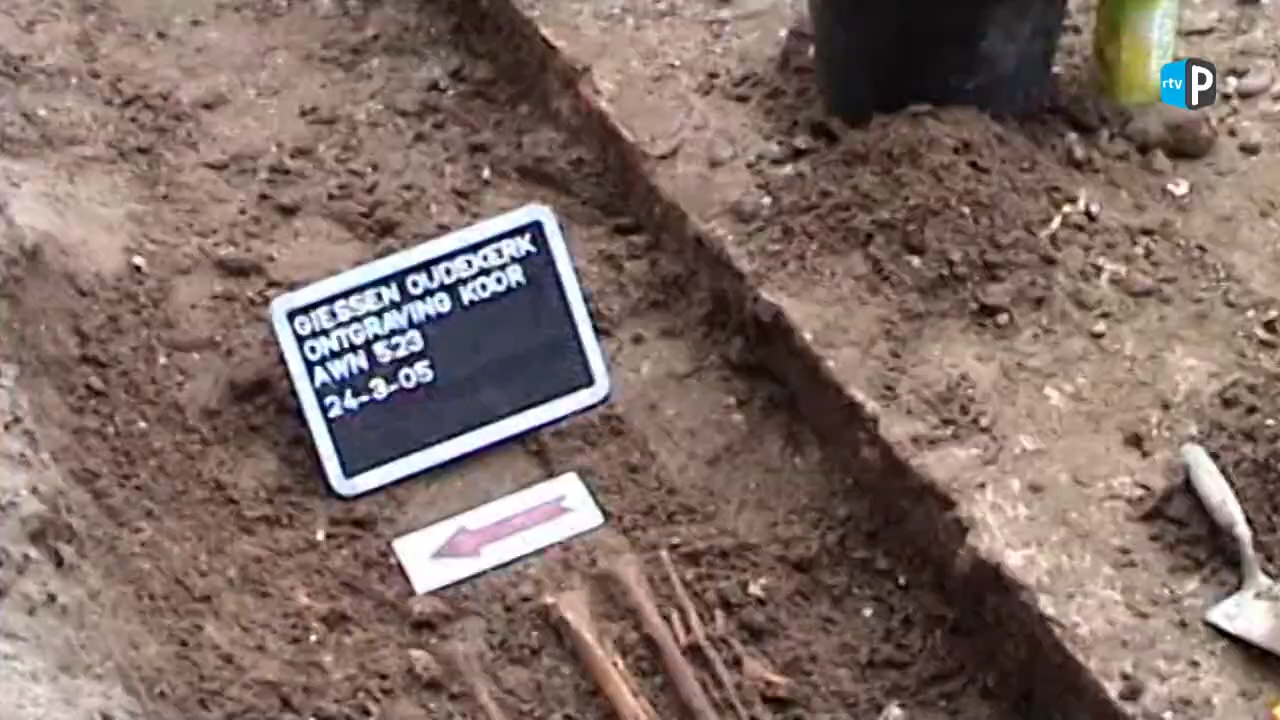 rtv P
GIESSEN OUDEKERK
ONTGRAVING KOOR
AWN 523
24-3-05